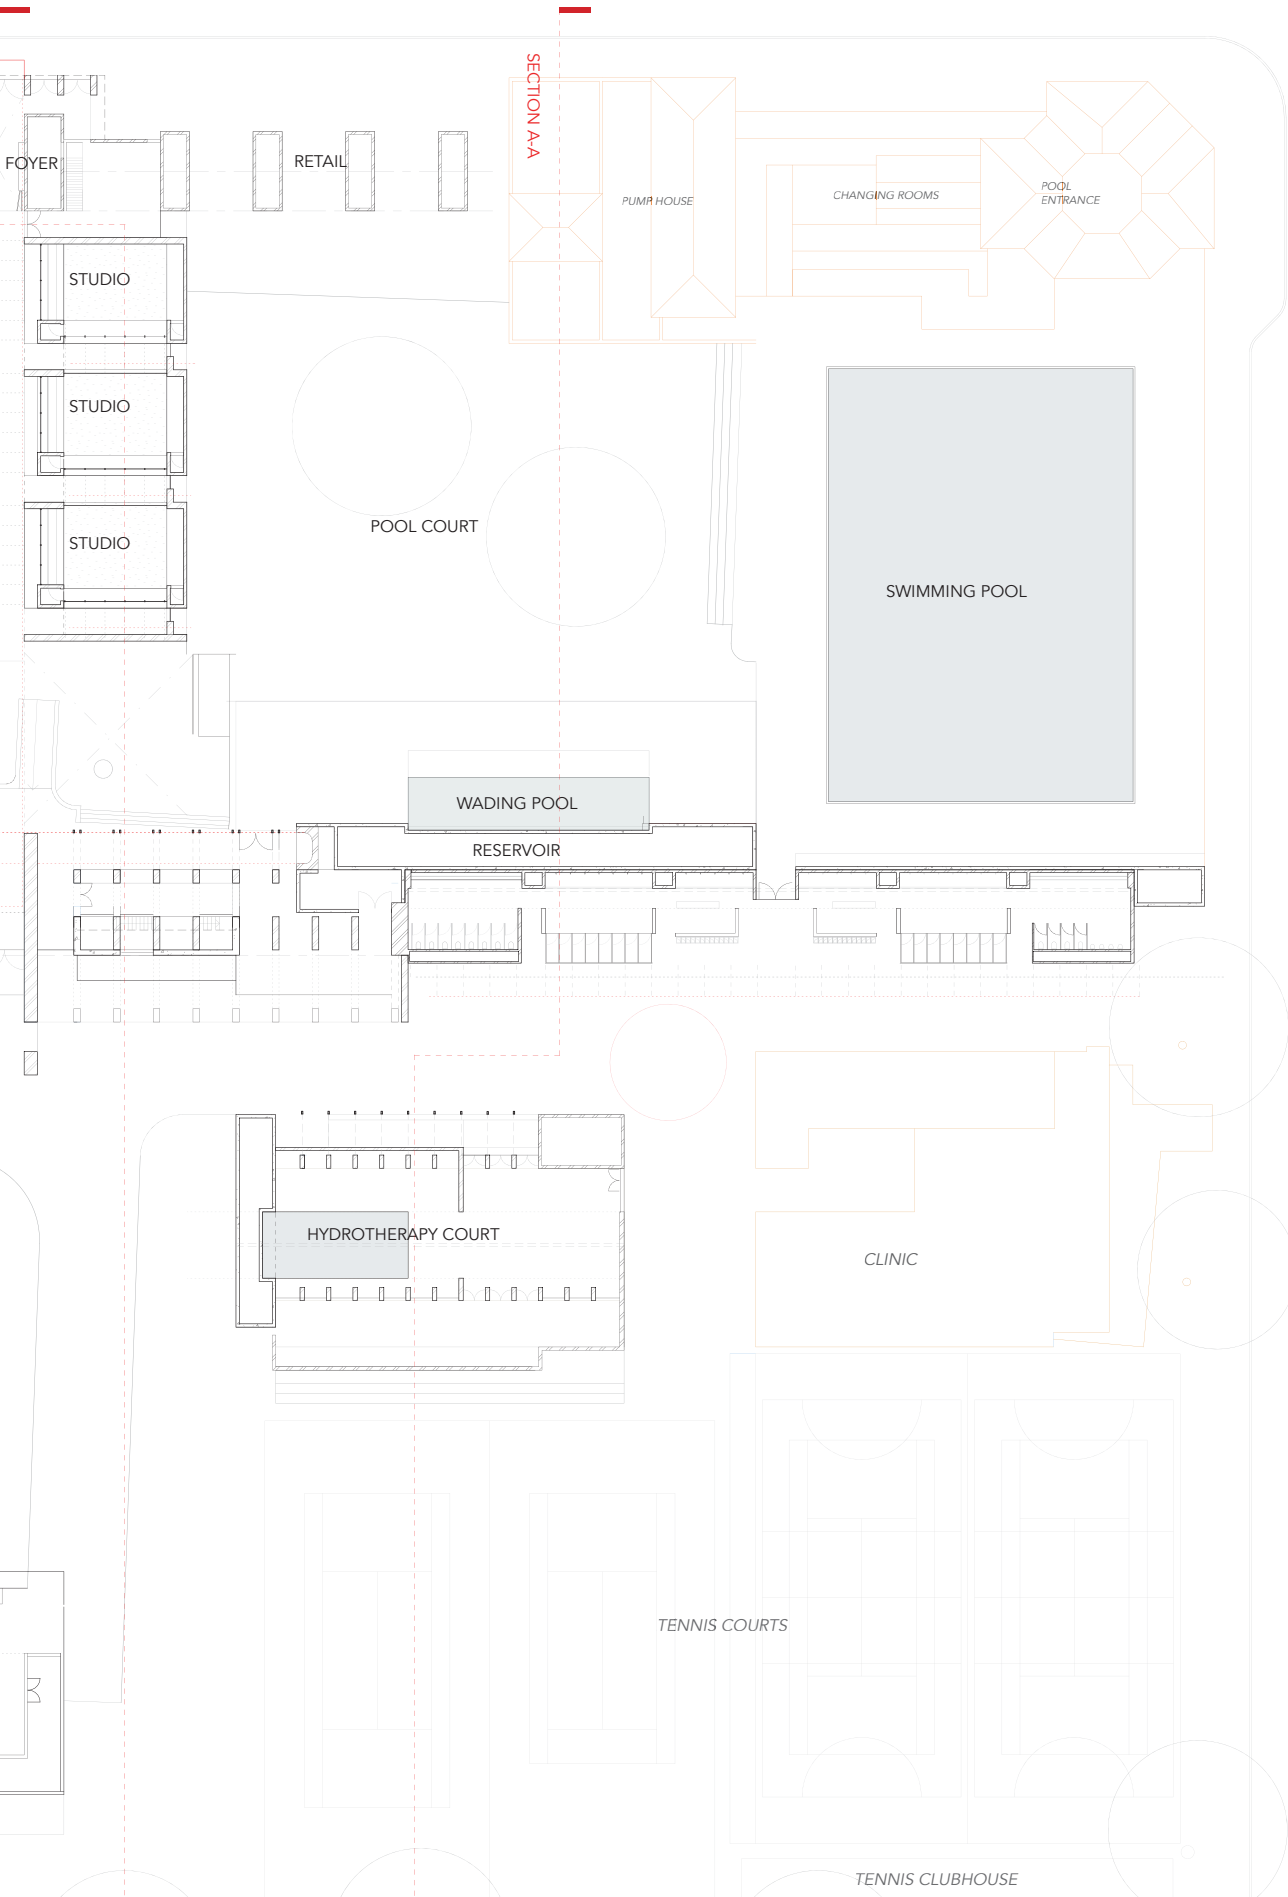 SECTION A-A
FOYER
RETAIL
PUMP HOUSE
CHANGING ROOMS
POOL
ENTRANCE
STUDIO
STUDIO
POOL COURT
STUDIO
SWIMMING POOL
WADING POOL
RESERVOIR
HYDROTHERAPY COURT
CLINIC
TENNIS COURTS
TENNIS CLUBHOUSE